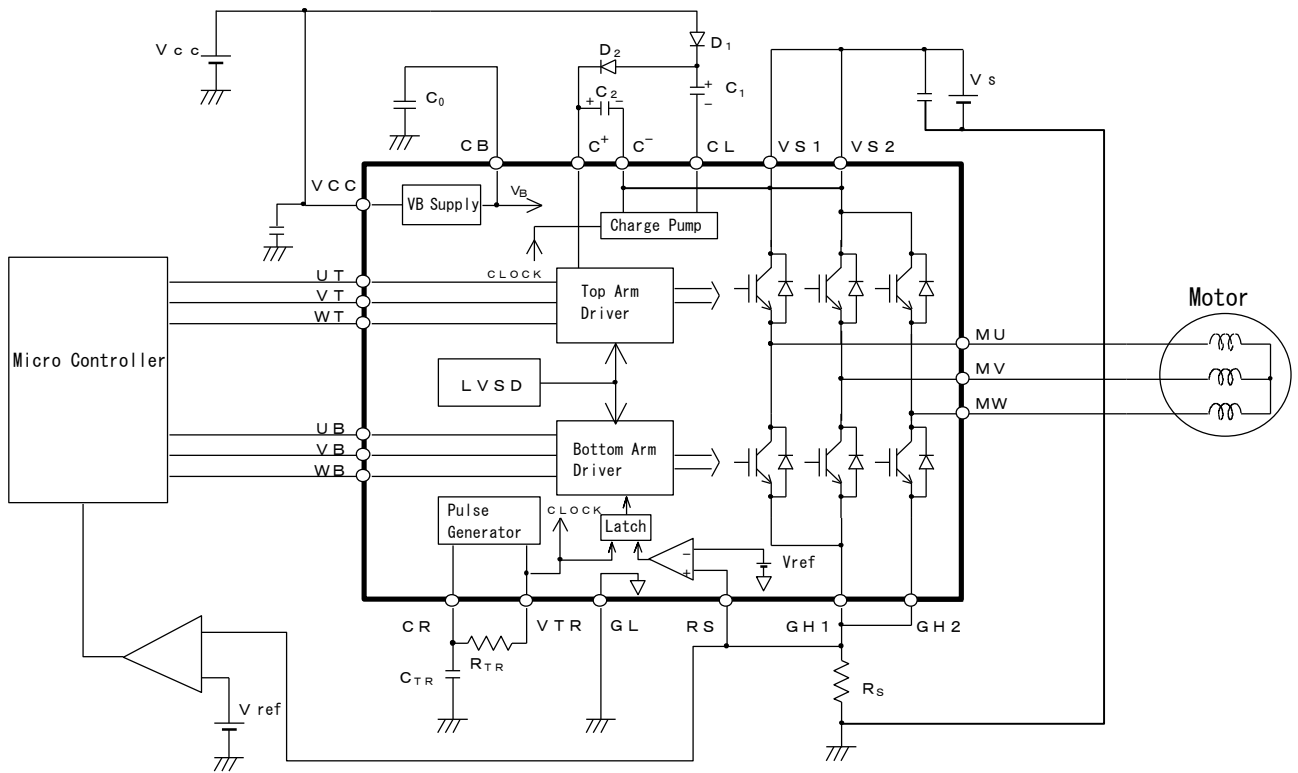 Vcc
D₂
D₁
Vs
C₀
+ C₂ -
+
C₁
-
CB
C⁺
C⁻
CL
VS1
VS2
VCC
VB Supply
VB
Charge Pump
CLOCK
UT
VT
WT
Top Arm
Driver
Motor
MU
MV
MW
Micro Controller
LVSD
UB
VB
WB
Bottom Arm
Driver
Pulse
Generator
CLOCK
Latch
-
+
Vref
CR
VTR
GL
RS
GH1
GH2
RTR
CTR
RS
V ref